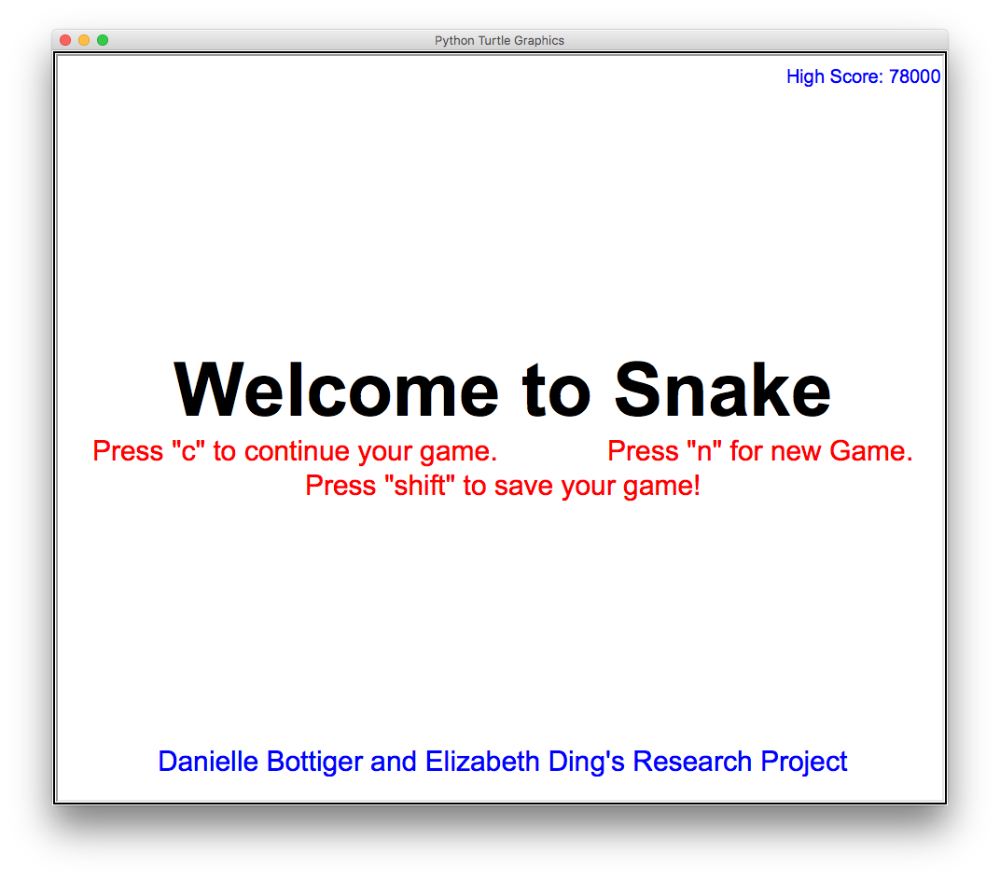 Python Turtle Graphics
High Score: 78000
Welcome to Snake
Press "c" to continue your game. Press "n" for new Game.
Press "shift" to save your game!
Danielle Bottiger and Elizabeth Ding's Research Project